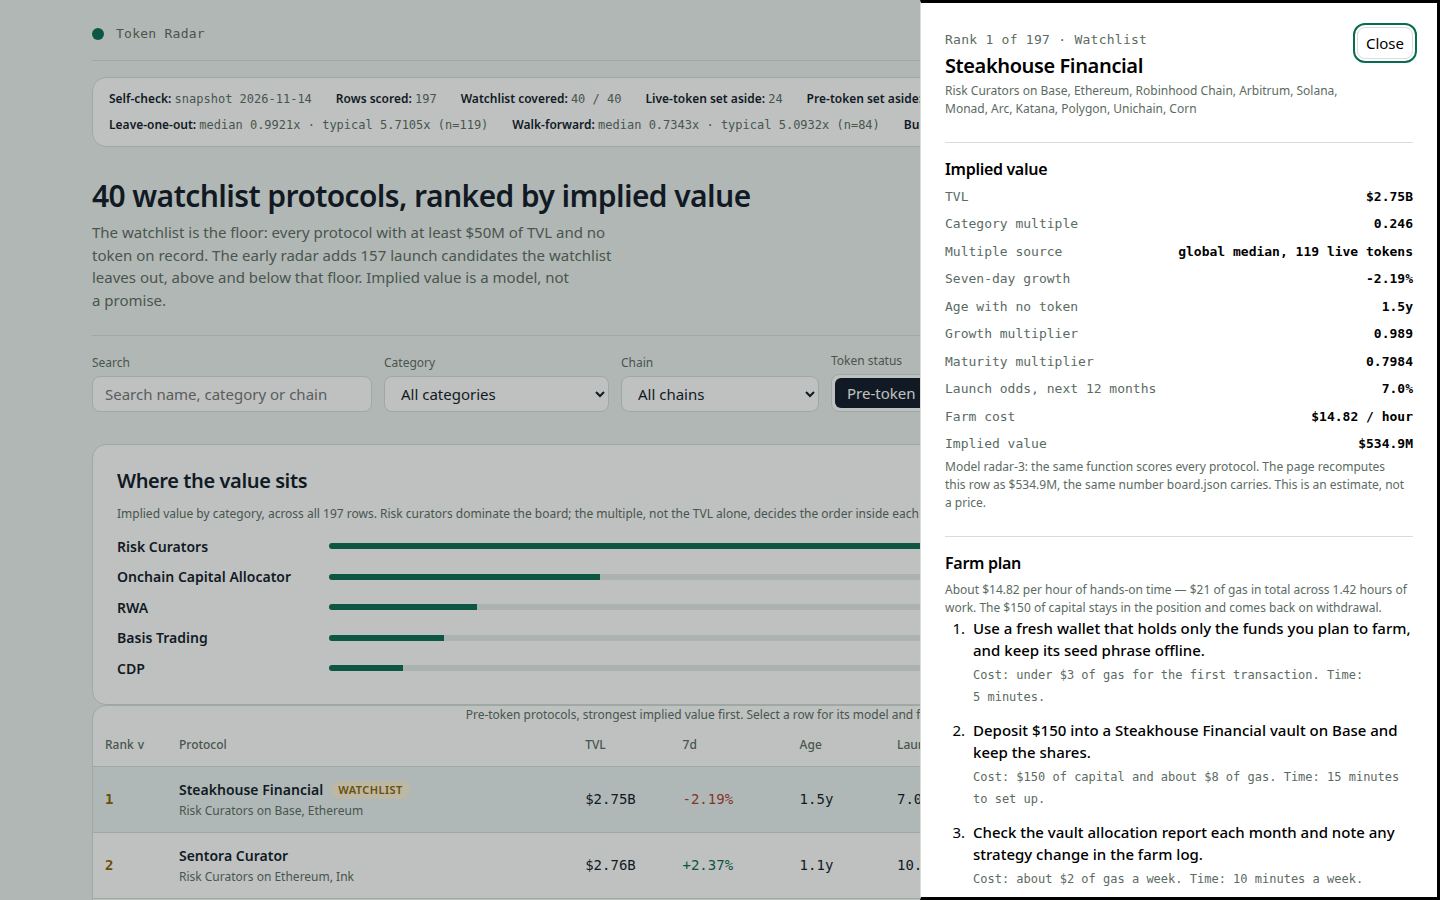 Token Radar
Self-check: snapshot 2026-11-14 Rows scored: 197 Watchlist covered: 40 / 40 Live-token set aside: 24 Pre-token set aside:
Leave-one-out: median 0.9921x · typical 5.7105x (n=119) Walk-forward: median 0.7343x · typical 5.0932x (n=84) Bu
40 watchlist protocols, ranked by implied value
The watchlist is the floor: every protocol with at least $50M of TVL and no
token on record. The early radar adds 157 launch candidates the watchlist
leaves out, above and below that floor. Implied value is a model, not
a promise.
Search Category Chain Token status
Search name, category or chain All categories All chains Pre-token
Where the value sits
Implied value by category, across all 197 rows. Risk curators dominate the board; the multiple, not the TVL alone, decides the order inside each
Risk Curators
Onchain Capital Allocator
RWA
Basis Trading
CDP
Pre-token protocols, strongest implied value first. Select a row for its model and f
Rank v Protocol TVL 7d Age Lau
1 Steakhouse Financial WATCHLIST $2.75B -2.19% 1.5y 7.0
Risk Curators on Base, Ethereum
2 Sentora Curator $2.76B +2.37% 1.1y 10.
Risk Curators on Ethereum, Ink
Rank 1 of 197 · Watchlist
Close
Steakhouse Financial
Risk Curators on Base, Ethereum, Robinhood Chain, Arbitrum, Solana,
Monad, Arc, Katana, Polygon, Unichain, Corn
Implied value
TVL $2.75B
Category multiple 0.246
Multiple source global median, 119 live tokens
Seven-day growth -2.19%
Age with no token 1.5y
Growth multiplier 0.989
Maturity multiplier 0.7984
Launch odds, next 12 months 7.0%
Farm cost $14.82 / hour
Implied value $534.9M
Model radar-3: the same function scores every protocol. The page recomputes
this row as $534.9M, the same number board.json carries. This is an estimate, not
a price.
Farm plan
About $14.82 per hour of hands-on time — $21 of gas in total across 1.42 hours of
work. The $150 of capital stays in the position and comes back on withdrawal.
1. Use a fresh wallet that holds only the funds you plan to farm,
and keep its seed phrase offline.
Cost: under $3 of gas for the first transaction. Time:
5 minutes.
2. Deposit $150 into a Steakhouse Financial vault on Base and
keep the shares.
Cost: $150 of capital and about $8 of gas. Time: 15 minutes
to set up.
3. Check the vault allocation report each month and note any
strategy change in the farm log.
Cost: about $2 of gas a week. Time: 10 minutes a week.